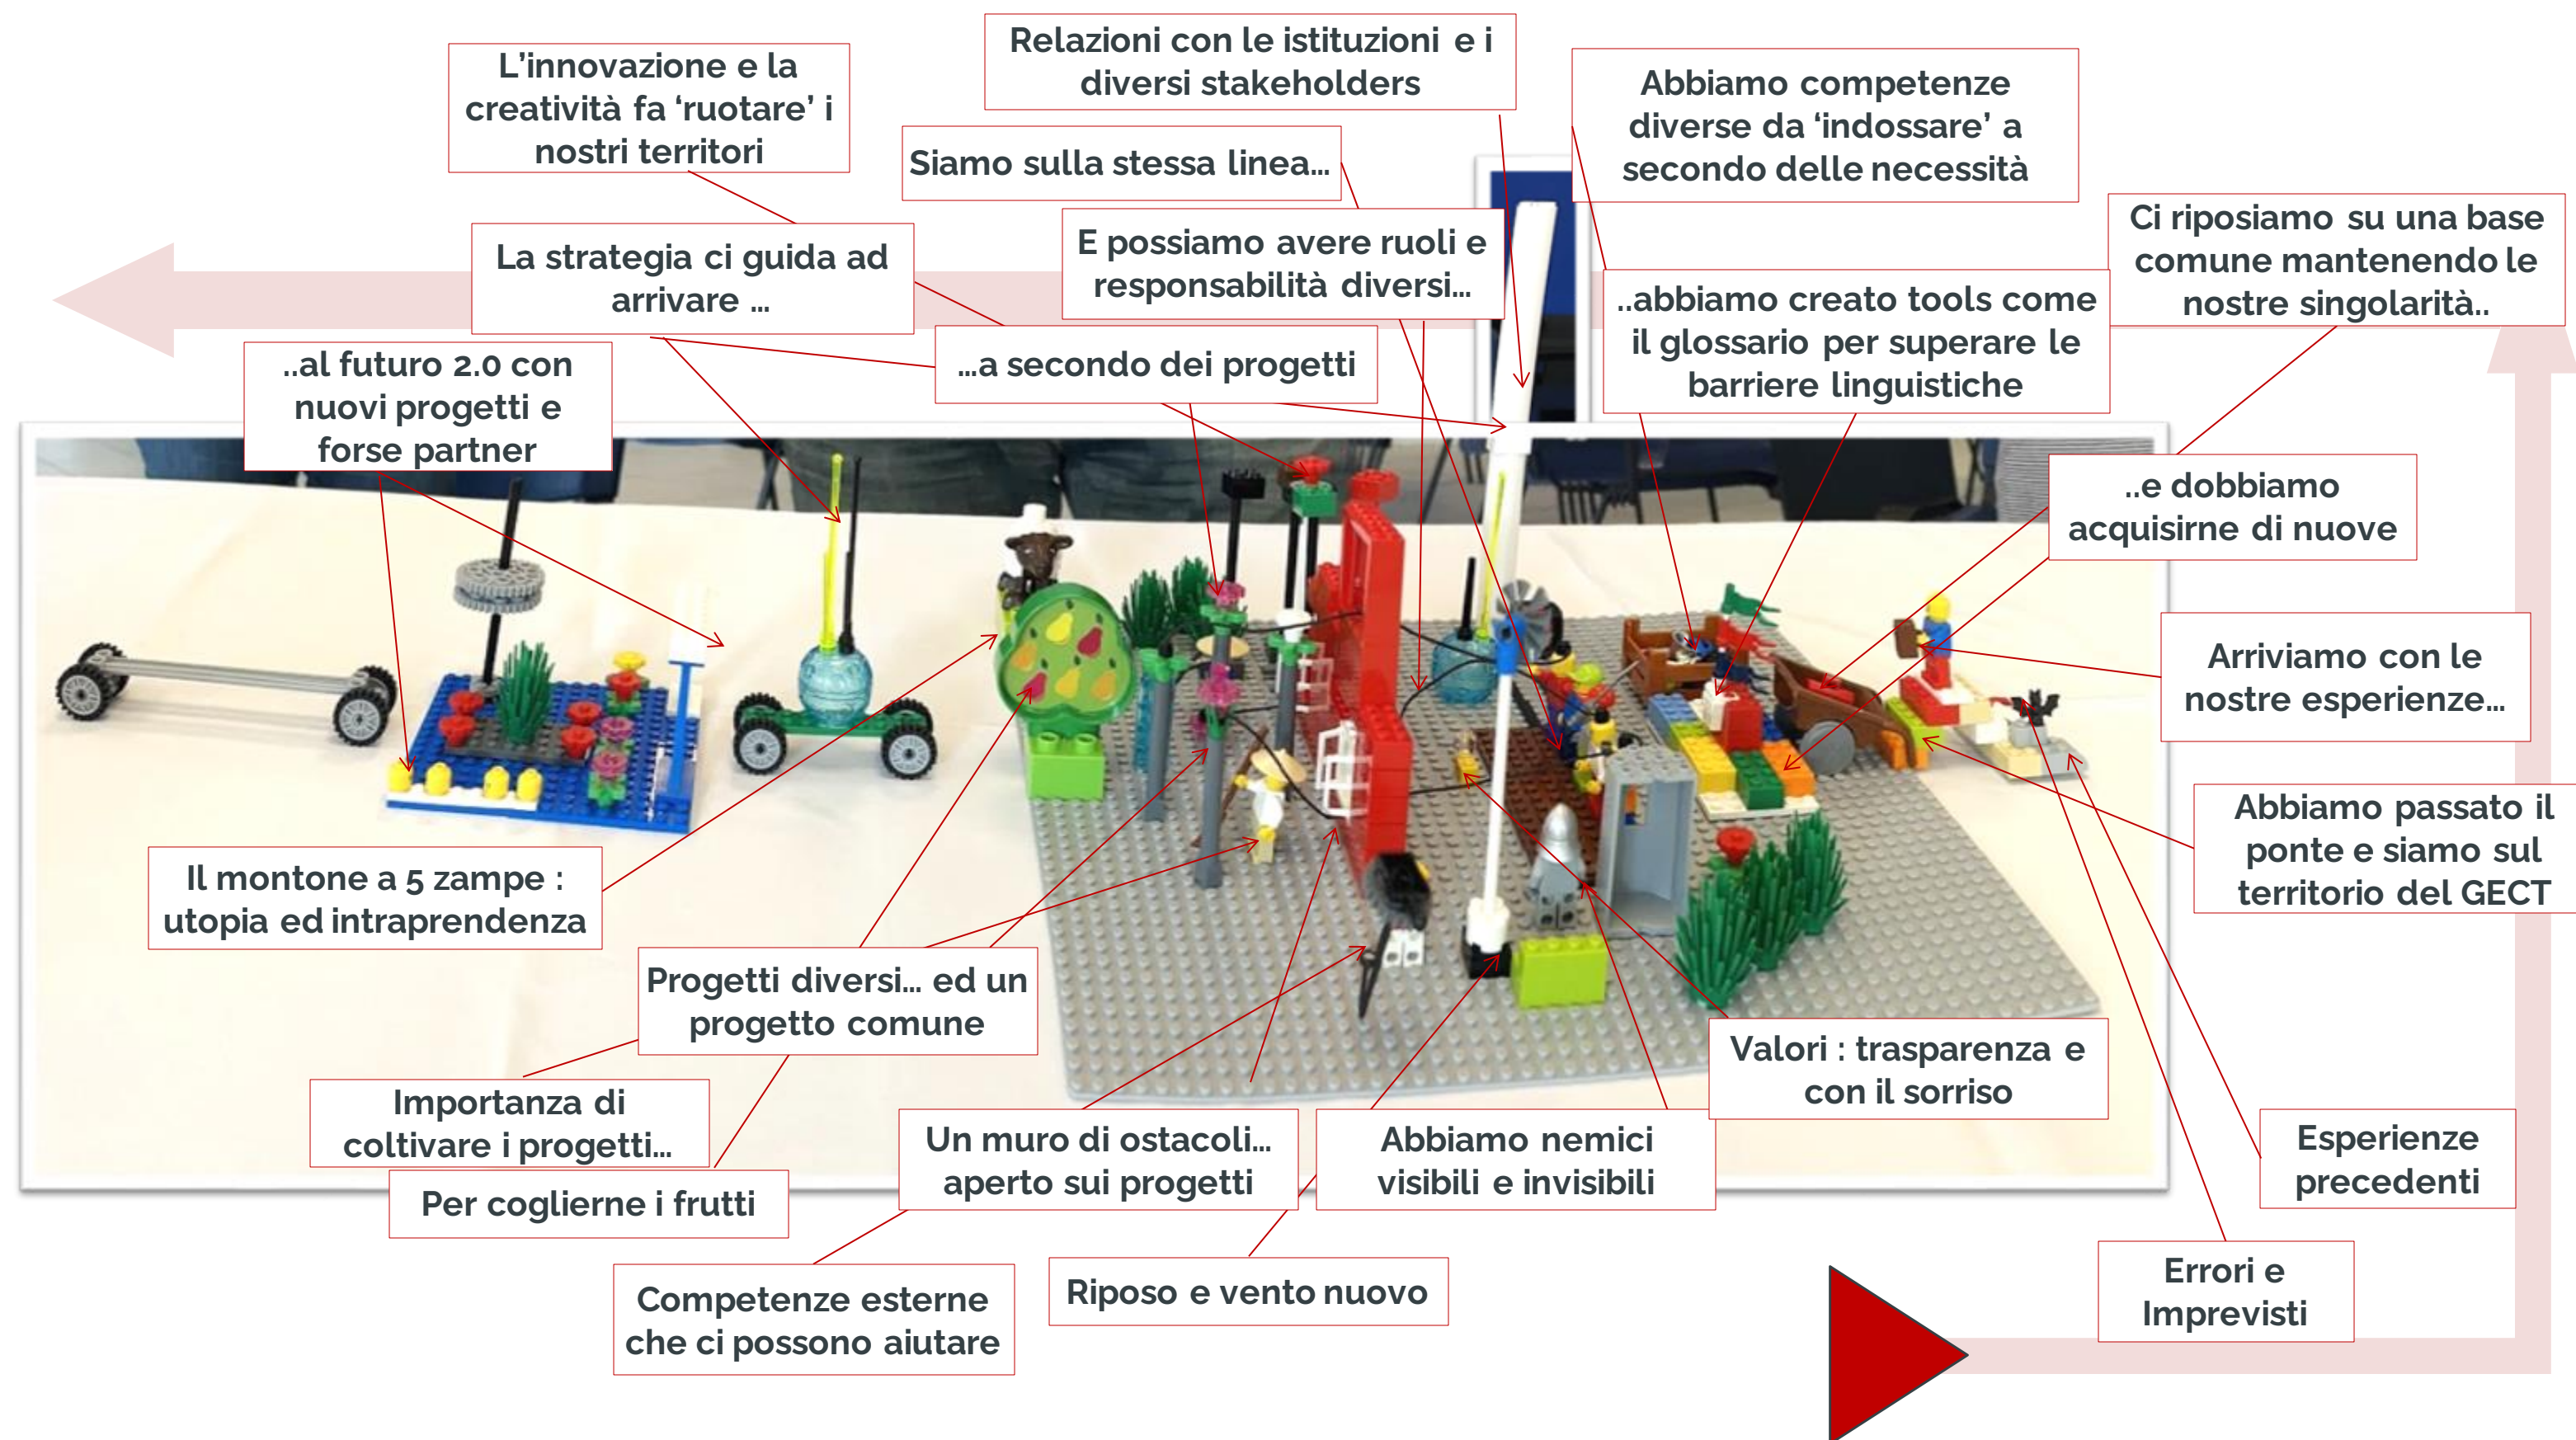 L’innovazione e la
creatività fa ‘ruotare’ i
nostri territori
Relazioni con le istituzioni e i
diversi stakeholders
Abbiamo competenze
diverse da ‘indossare’ a
secondo delle necessità
Siamo sulla stessa linea…
Ci riposiamo su una base
comune mantenendo le
nostre singolarità..
La strategia ci guida ad
arrivare …
E possiamo avere ruoli e
responsabilità diversi…
..abbiamo creato tools come
il glossario per superare le
barriere linguistiche
…a secondo dei progetti
..al futuro 2.0 con
nuovi progetti e
forse partner
..e dobbiamo
acquisirne di nuove
Arriviamo con le
nostre esperienze…
Abbiamo passato il
ponte e siamo sul
territorio del GECT
Il montone a 5 zampe :
utopia ed intraprendenza
Progetti diversi… ed un
progetto comune
Valori : trasparenza e
con il sorriso
Importanza di
coltivare i progetti…
Per coglierne i frutti
Un muro di ostacoli…
aperto sui progetti
Abbiamo nemici
visibili e invisibili
Esperienze
precedenti
Competenze esterne
che ci possono aiutare
Riposo e vento nuovo
Errori e
Imprevisti